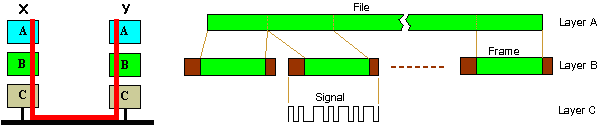 X Y
File
A A
Layer A
B B
Frame
Layer B
C C
Signal
Layer C